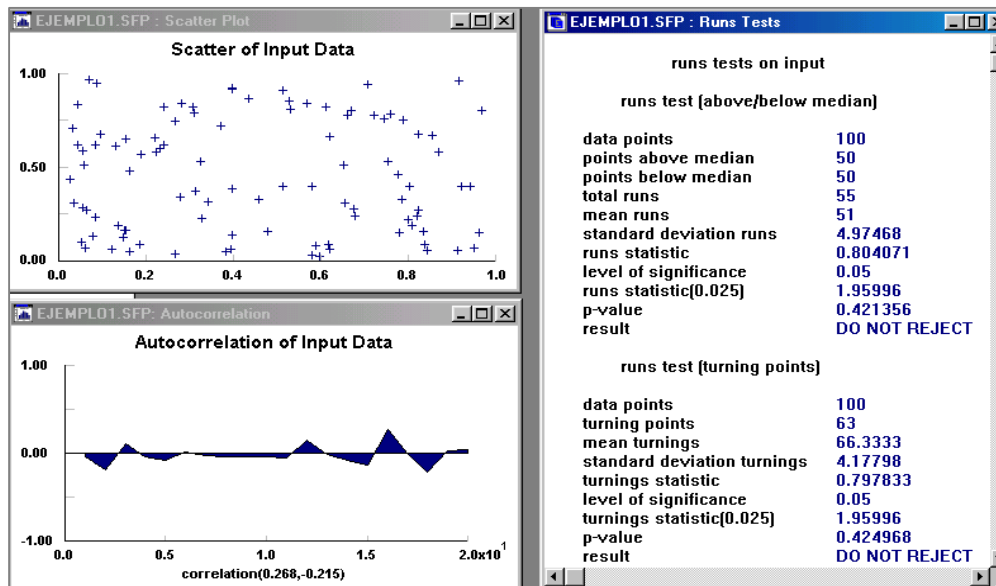 EJEMPLO1.SFP : Scatter Plot
Scatter of Input Data
1.00
0.50
0.00
0.0 0.2 0.4 0.6 0.8 1.0
EJEMPLO1.SFP: Autocorrelation
Autocorrelation of Input Data
1.00
0.00
-1.00
0.0 0.5 1.0 1.5 2.0x10¹
correlation(0.268,-0.215)
EJEMPLO1.SFP : Runs Tests
runs tests on input
runs test (above/below median)
data points 100
points above median 50
points below median 50
total runs 55
mean runs 51
standard deviation runs 4.97468
runs statistic 0.804071
level of significance 0.05
runs statistic(0.025) 1.95996
p-value 0.421356
result DO NOT REJECT
runs test (turning points)
data points 100
turning points 63
mean turnings 66.3333
standard deviation turnings 4.17798
turnings statistic 0.797833
level of significance 0.05
turnings statistic(0.025) 1.95996
p-value 0.424968
result DO NOT REJECT